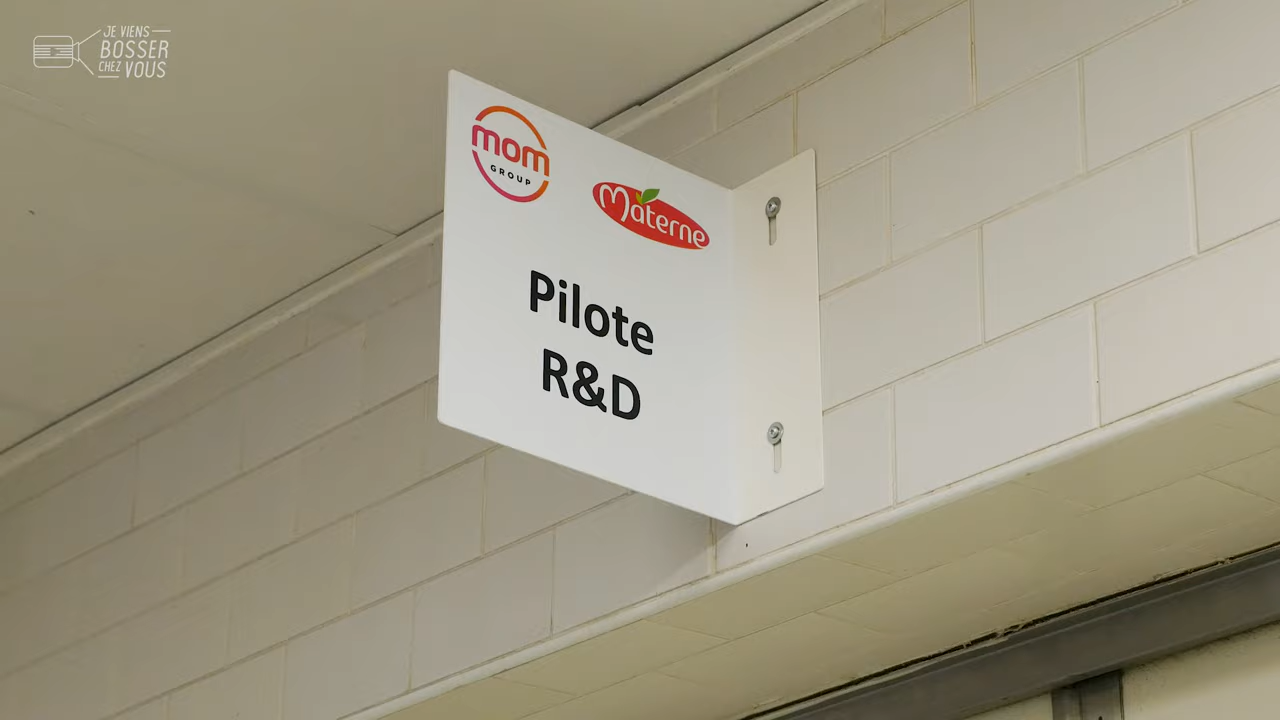 JE VIENS
BOSSER
CHEZ VOUS
mom
GROUP
Materne
Pilote
R&D